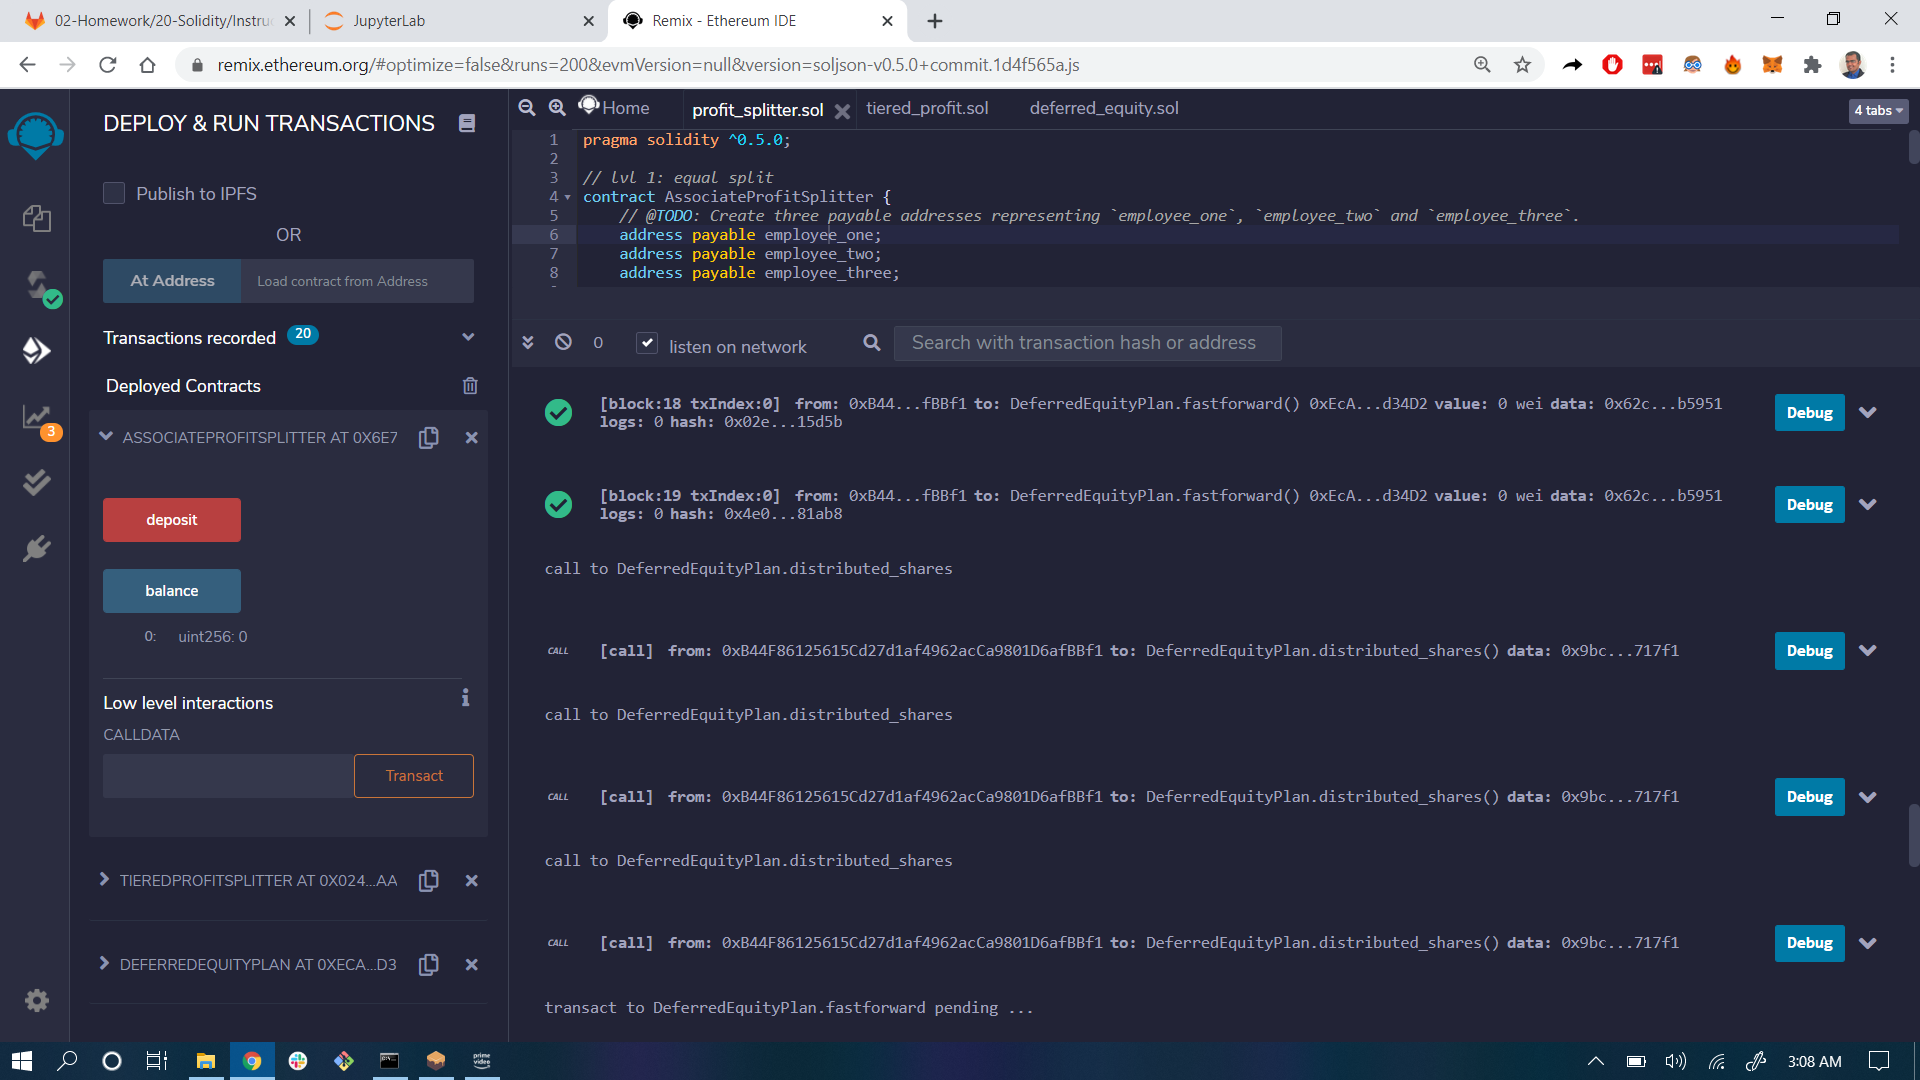 02-Homework/20-Solidity/Instruc
JupyterLab
Remix - Ethereum IDE
remix.ethereum.org/#optimize=false&runs=200&evmVersion=null&version=soljson-v0.5.0+commit.1d4f565a.js
DEPLOY & RUN TRANSACTIONS
Publish to IPFS
OR
At Address
Load contract from Address
Transactions recorded 20
Deployed Contracts
3
ASSOCIATEPROFITSPLITTER AT 0X6E7
deposit
balance
0: uint256: 0
Low level interactions
CALLDATA
Transact
TIEREDPROFITSPLITTER AT 0X024...AA
DEFERREDEQUITYPLAN AT 0XECA...D3
Home
profit_splitter.sol
tiered_profit.sol
deferred_equity.sol
4 tabs
1 pragma solidity ^0.5.0;
2
3 // lvl 1: equal split
4 contract AssociateProfitSplitter {
5 // @TODO: Create three payable addresses representing `employee_one`, `employee_two` and `employee_three`.
6 address payable employee_one;
7 address payable employee_two;
8 address payable employee_three;
0
listen on network
Search with transaction hash or address
[block:18 txIndex:0] from: 0xB44...fBBf1 to: DeferredEquityPlan.fastforward() 0xEcA...d34D2 value: 0 wei data: 0x62c...b5951
logs: 0 hash: 0x02e...15d5b
Debug
[block:19 txIndex:0] from: 0xB44...fBBf1 to: DeferredEquityPlan.fastforward() 0xEcA...d34D2 value: 0 wei data: 0x62c...b5951
logs: 0 hash: 0x4e0...81ab8
Debug
call to DeferredEquityPlan.distributed_shares
CALL [call] from: 0xB44F86125615Cd27d1af4962acCa9801D6afBBf1 to: DeferredEquityPlan.distributed_shares() data: 0x9bc...717f1
Debug
call to DeferredEquityPlan.distributed_shares
CALL [call] from: 0xB44F86125615Cd27d1af4962acCa9801D6afBBf1 to: DeferredEquityPlan.distributed_shares() data: 0x9bc...717f1
Debug
call to DeferredEquityPlan.distributed_shares
CALL [call] from: 0xB44F86125615Cd27d1af4962acCa9801D6afBBf1 to: DeferredEquityPlan.distributed_shares() data: 0x9bc...717f1
Debug
transact to DeferredEquityPlan.fastforward pending ...
prime video
3:08 AM